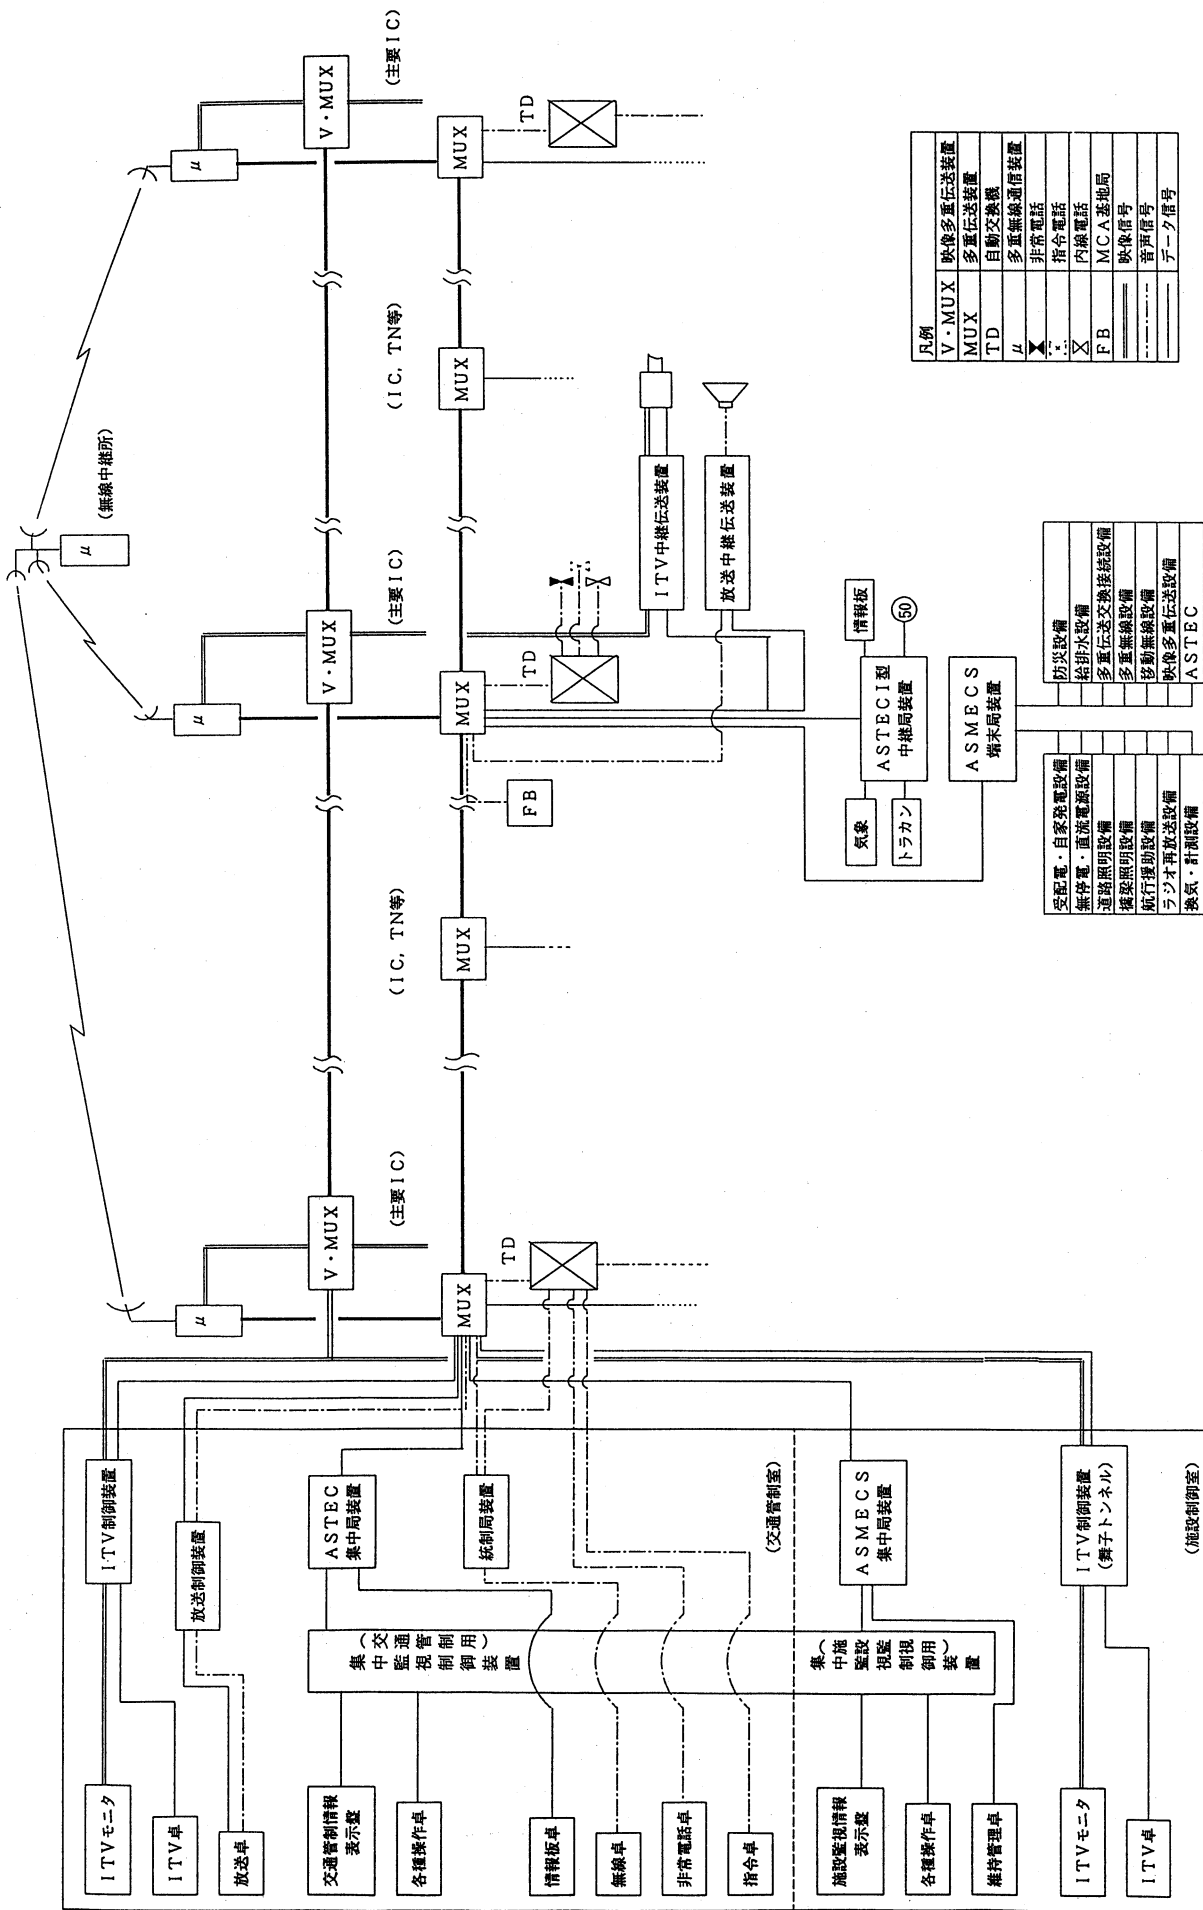 (無線中継所)
μ
μ
μ
μ
V・MUX
V・MUX
V・MUX
(主要IC)
(主要IC)
(主要IC)
(IC, TN等)
(IC, TN等)
MUX
MUX
MUX
MUX
MUX
TD
TD
TD
FB
ITV中継伝送装置
放送中継伝送装置
ASTECI型
中継局装置
情報板
50
気象
トラカン
ASMECS
端末局装置
受配電・自家発電設備
無停電・直流電源設備
道路照明設備
橋梁照明設備
航行援助設備
ラジオ再放送設備
換気・計測設備
防災設備
給排水設備
多重伝送交換接続設備
多重無線設備
移動無線設備
映像多重伝送設備
ASTEC
ITVモニタ
ITV卓
放送卓
交通管制情報
表示盤
各種操作卓
情報板卓
無線卓
非常電話卓
指令卓
施設監視情報
表示盤
各種操作卓
維持管理卓
ITVモニタ
ITV卓
ITV制御装置
放送制御装置
ASTEC
集中局装置
統制局装置
集中監視制御装置
(交通管制用)
集中監視制御装置
(施設監視用)
(交通管制室)
ASMECS
集中局装置
ITV制御装置
(舞子トンネル)
(施設制御室)
凡例
V・MUX 映像多重伝送装置
MUX 多重伝送装置
TD 自動交換機
μ 多重無線通信装置
非常電話
指令電話
内線電話
FB MCA基地局
映像信号
音声信号
データ信号